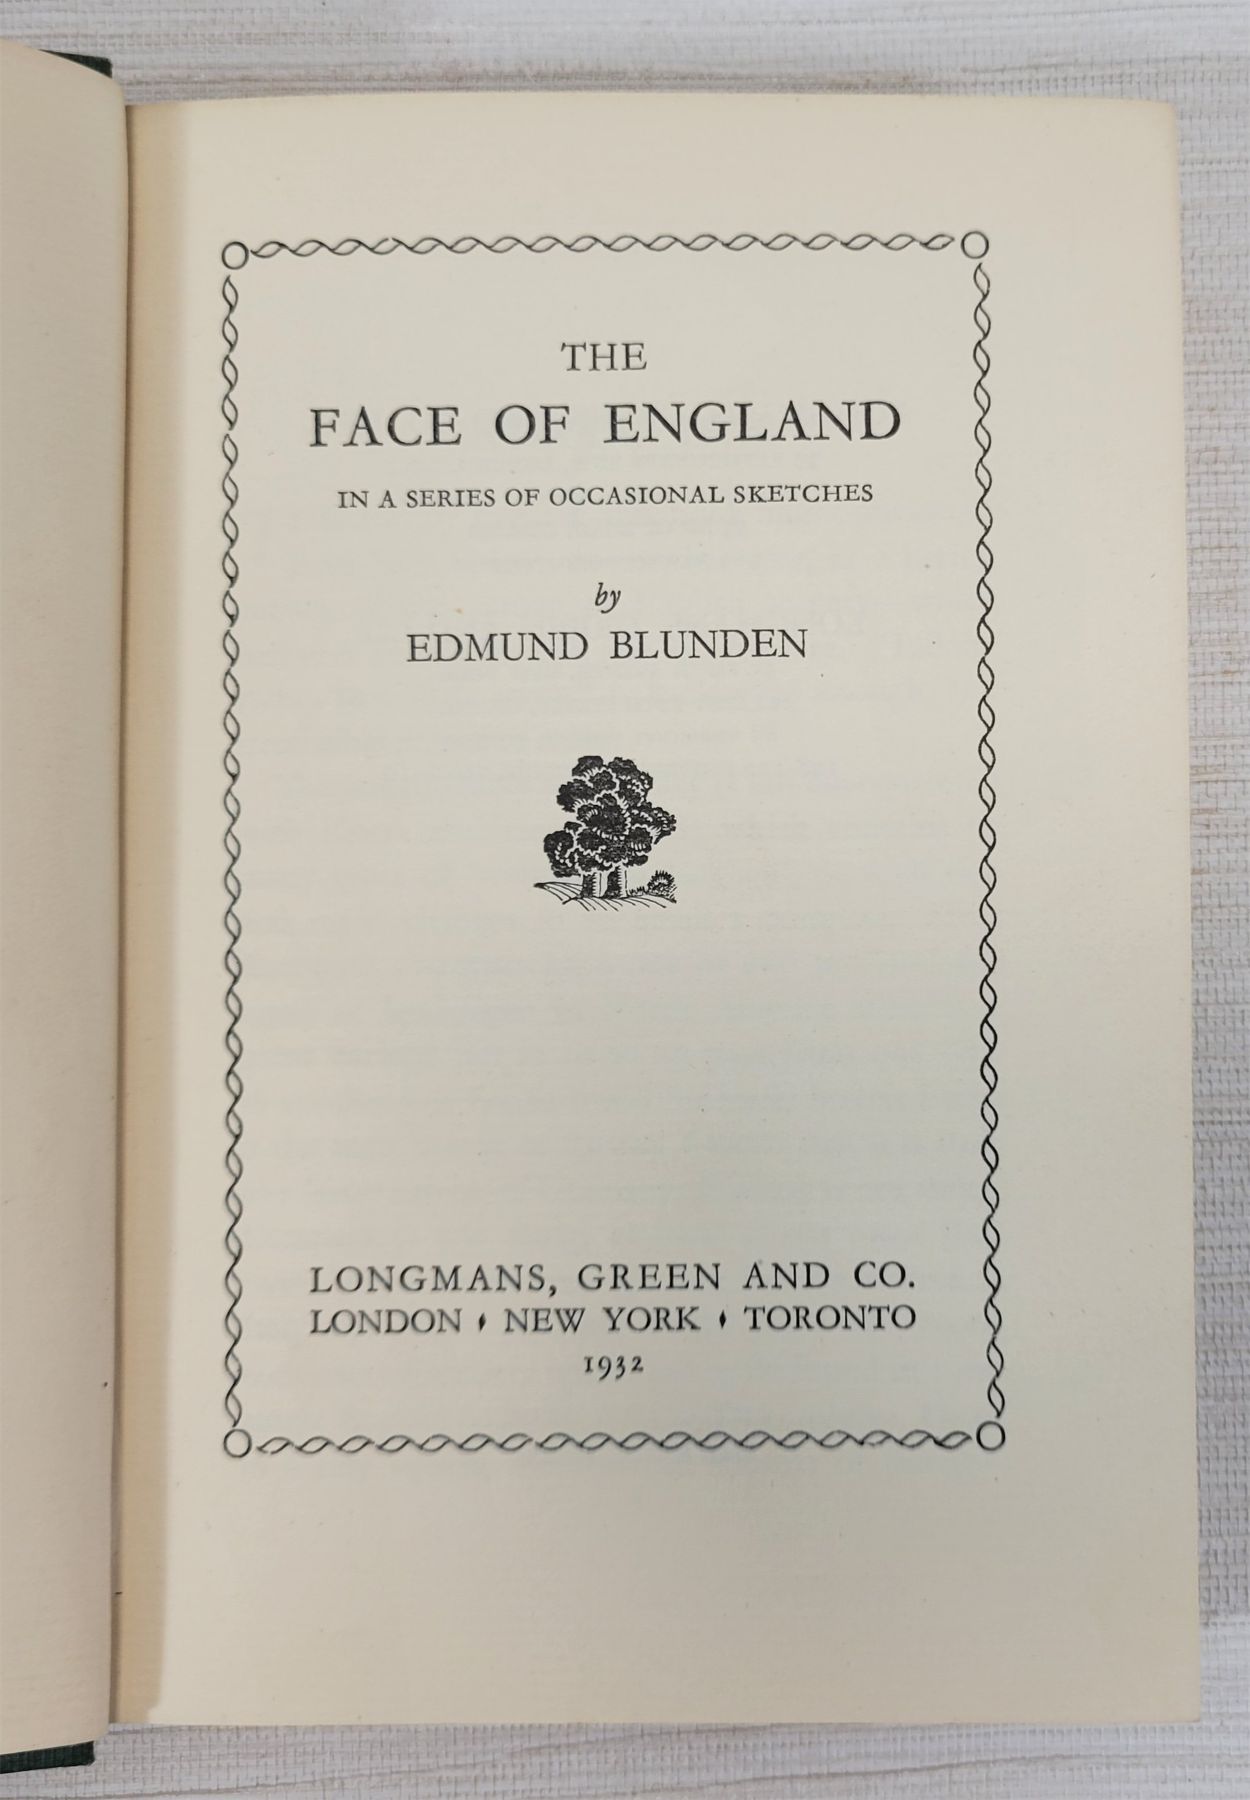 THE
FACE OF ENGLAND
IN A SERIES OF OCCASIONAL SKETCHES
by
EDMUND BLUNDEN
LONGMANS, GREEN AND CO.
LONDON ♦ NEW YORK ♦ TORONTO
1932